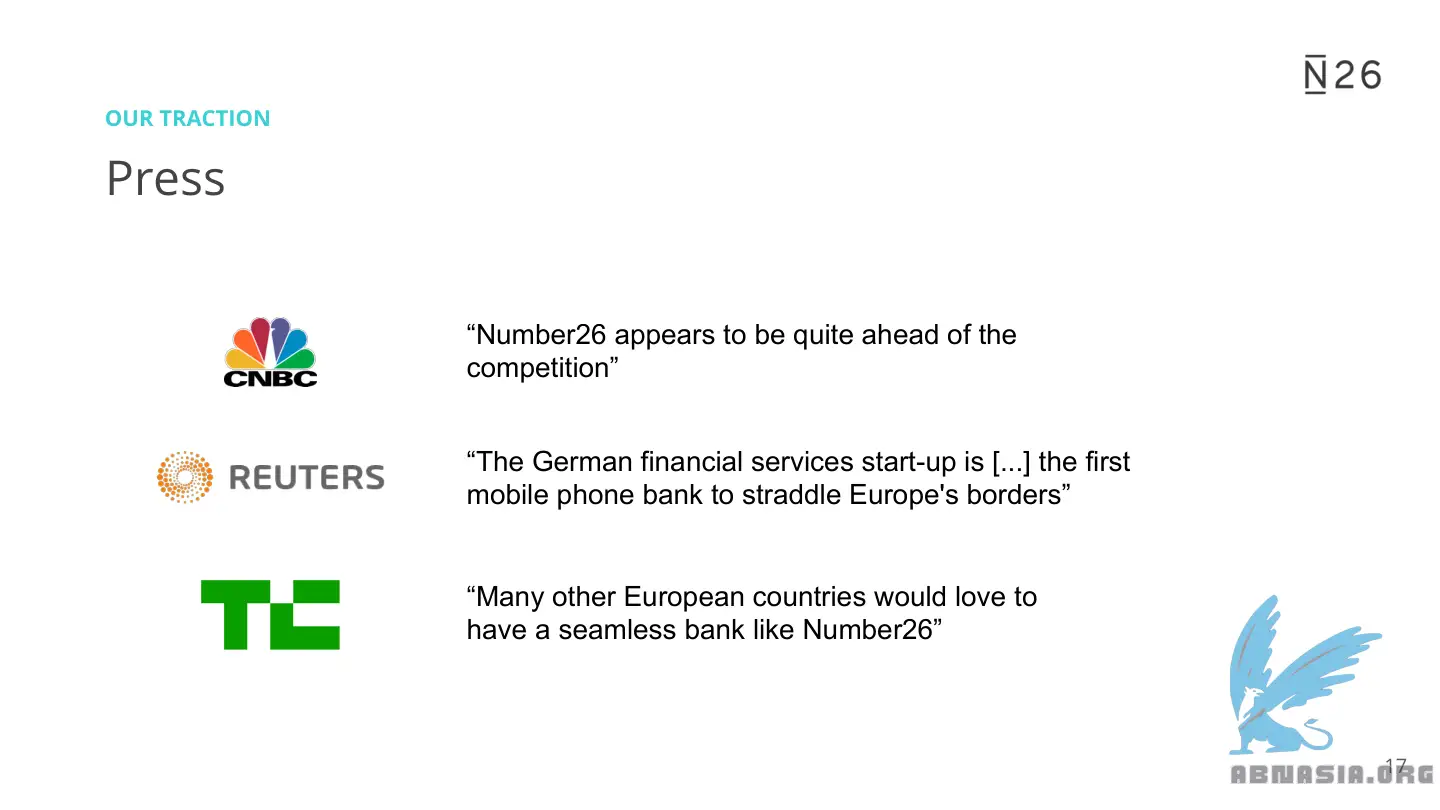 N26
OUR TRACTION
Press
“Number26 appears to be quite ahead of the
competition”
CNBC
“The German financial services start-up is [...] the first
mobile phone bank to straddle Europe's borders”
REUTERS
“Many other European countries would love to
have a seamless bank like Number26”
TC
17
ABNASIA.ORG